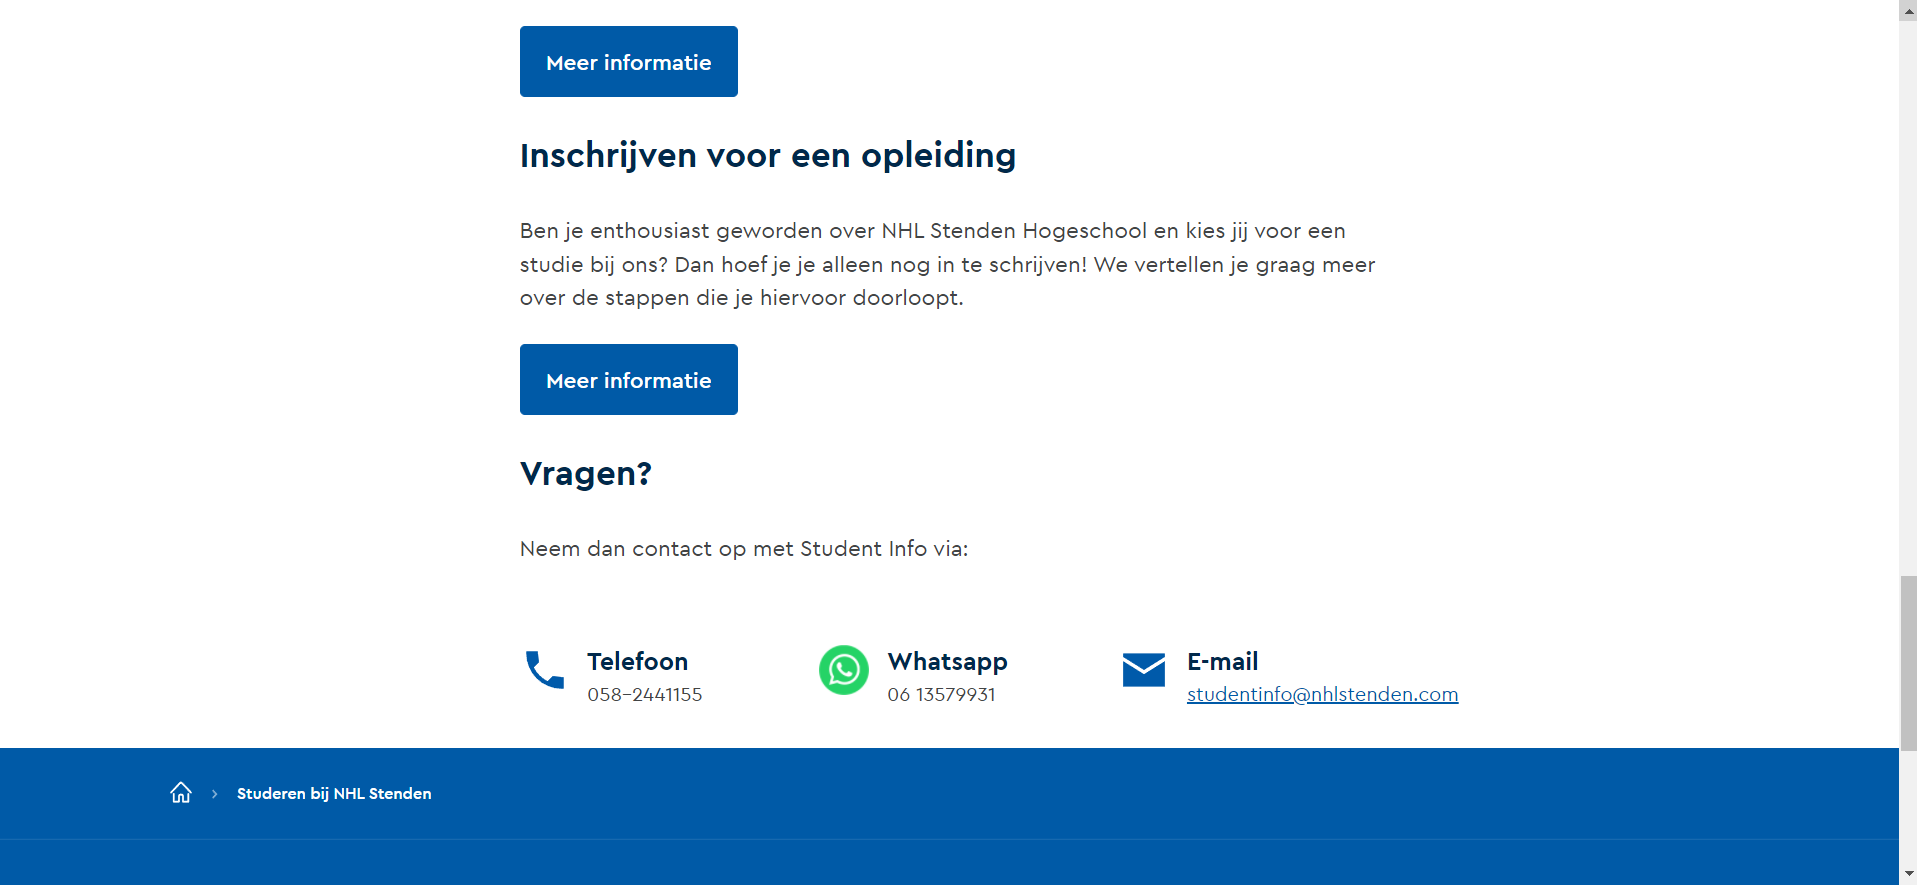 Meer informatie
Inschrijven voor een opleiding
Ben je enthousiast geworden over NHL Stenden Hogeschool en kies jij voor een
studie bij ons? Dan hoef je je alleen nog in te schrijven! We vertellen je graag meer
over de stappen die je hiervoor doorloopt.
Meer informatie
Vragen?
Neem dan contact op met Student Info via:
Telefoon
058-2441155
Whatsapp
06 13579931
E-mail
studentinfo@nhlstenden.com
Studeren bij NHL Stenden